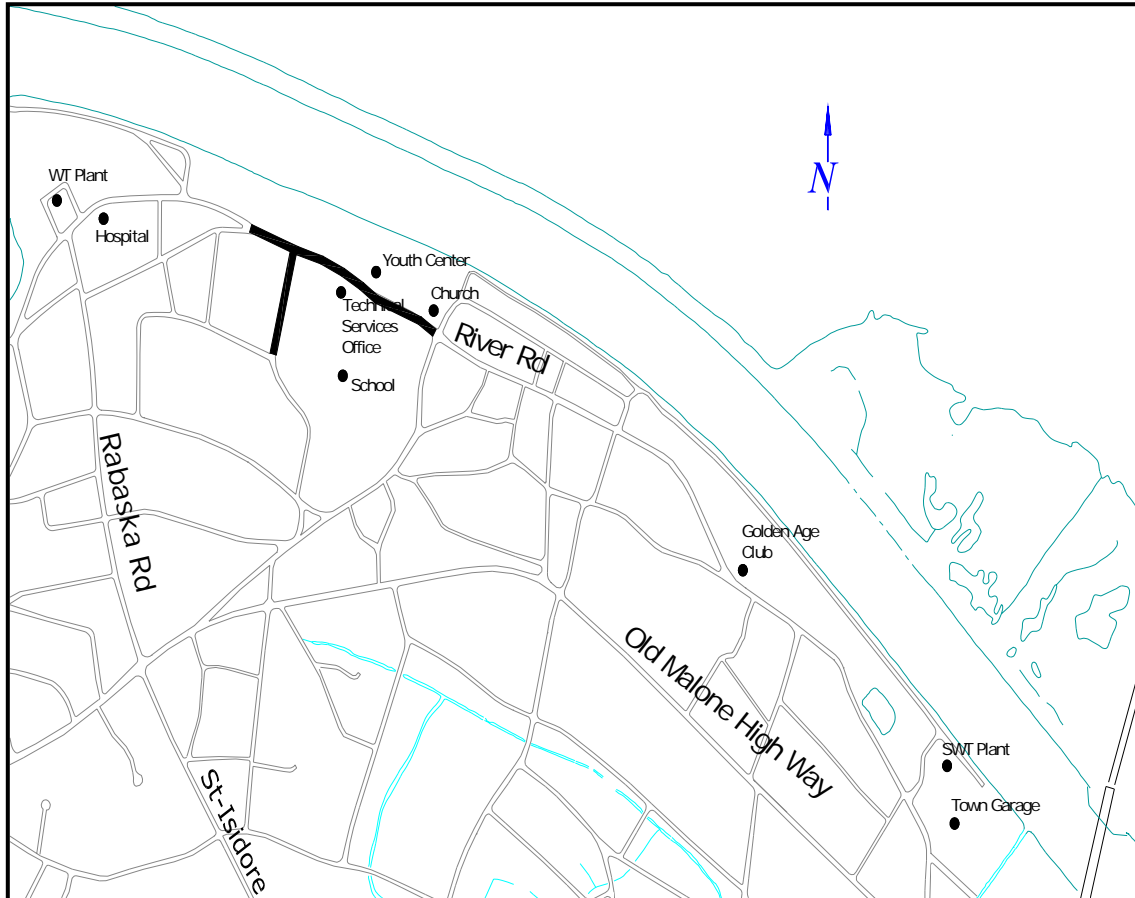 WT Plant
Hospital
N
Youth Center
Church
Technical
Services
Office
River Rd
School
Rabaska Rd
Golden Age
Club
Old Malone High Way
SWT Plant
St-Isidore
Town Garage